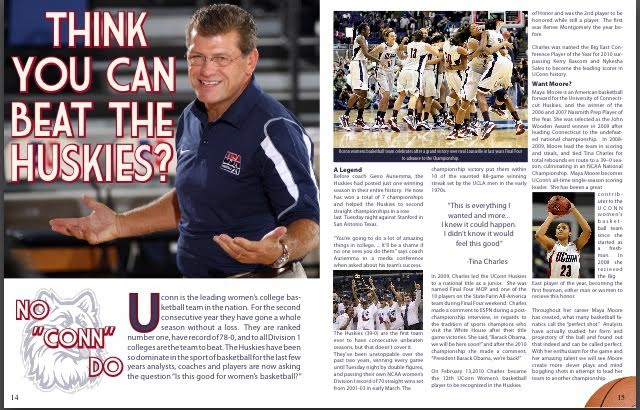 THINK
YOU CAN
BEAT THE
HUSKIES?
NO
"CONN"
DO
Uconn is the leading women's college bas-
ketball team in the nation. For the second
consecutive year they have gone a whole
season without a loss. They are ranked
number one, have record of 78-0, and to all Division 1
colleges are the team to beat. The Huskies have been
so dominate in the sport of basketball for the last few
years analysts, coaches and players are now asking
the question "Is this good for women's basketball?"
14
Uconn womens basketball team celebrates after a grand victory over rival Louisville in last years Final Four
to advance to the Championship.
A Legend
Before coach Geno Auriemma, the
Huskies had posted just one winning
season in their entire history. He now
has won a total of 7 championships
and helped the Huskies to second
straight championships in a row
last Tuesday night against Stanford in
San Antonio Texas.
"You're going to do a lot of amazing
things in college, .. It'll be a shame if
no one sees you do them" says coach
Auriemma in a media conference
when asked about his team's success.
The Huskies (39-0) are the first team
ever to have consecutive unbeaten
seasons, but that doesn't cover it.
They've been unstoppable over the
past two years, winning every game
until Tuesday night by double figures,
and passing their own NCAA women's
Division I record of 70 straight wins set
from 2001-03 in early March. The
championship victory put them within
10 of the vaunted 88-game winning
streak set by the UCLA men in the early
1970s.
"This is everything I
wanted and more..
I knew it could happen.
I didn't know it would
feel this good"
-Tina Charles
In 2009, Charles led the UConn Huskies
to a national title as a junior. She was
named Final Four MOP and one of the
10 players on the State Farm All-America
team during Final Four weekend. Charles
made a comment to ESPN during a post-
championship interview, in regards to
the tradition of sports champions who
visit the White House after their title
game victories. She said, "Barack Obama,
we will be here soon!" and after the 2010
championship she made a comment,
"President Barack Obama, we're back!"
On February 13,2010 Charles became
the 12th UConn Women's basketball
player to be recognized in the Huskies
of Honor and was the 2nd player to be
honored while still a player. The first
was Renee Montgomery the year be-
fore.
Charles was named the Big East Con-
ference Player of the Year for 2010 sur-
passing Kerry Bascom and Nykesha
Sales to become the leading scorer in
UConn history.
Want Moore?
Maya Moore is an American basketball
forward for the University of Connecti-
cut Huskies, and the winner of the
2006 and 2007 Naismith Prep Player of
the Year. She was selected as the John
Wooden Award winner in 2009 after
leading Connecticut to the undefeat-
ed national championship. In 2008-
2009, Moore lead the team in scoring
and steals, and tied Tina Charles for
total rebounds en route to a 39-0 sea-
son, culminating in an NCAA National
Championship. Maya Moore becomes
UConn's all-time single-season scoring
leader. She has been a great
contrib-
uter to the
UCONN
women's
basket-
ball team
since she
started as
a fresh-
man. In
2008 she
recieved
the Big
East player of the year, becoming the
first freshman, either man or women to
recieve this honor.
Throughout her career Maya Moore
has created, what many basketball fa-
natics call, the "perfect shot". Analysts
have actually studied her form and
projectory of the ball and found out
that indeed and can be called perfect.
With her enthusiasm for the game and
her amazing talent we will see Moore
create more clever plays and mind
boggling shots in attempt to lead her
team to another championship.
UConn
23
15